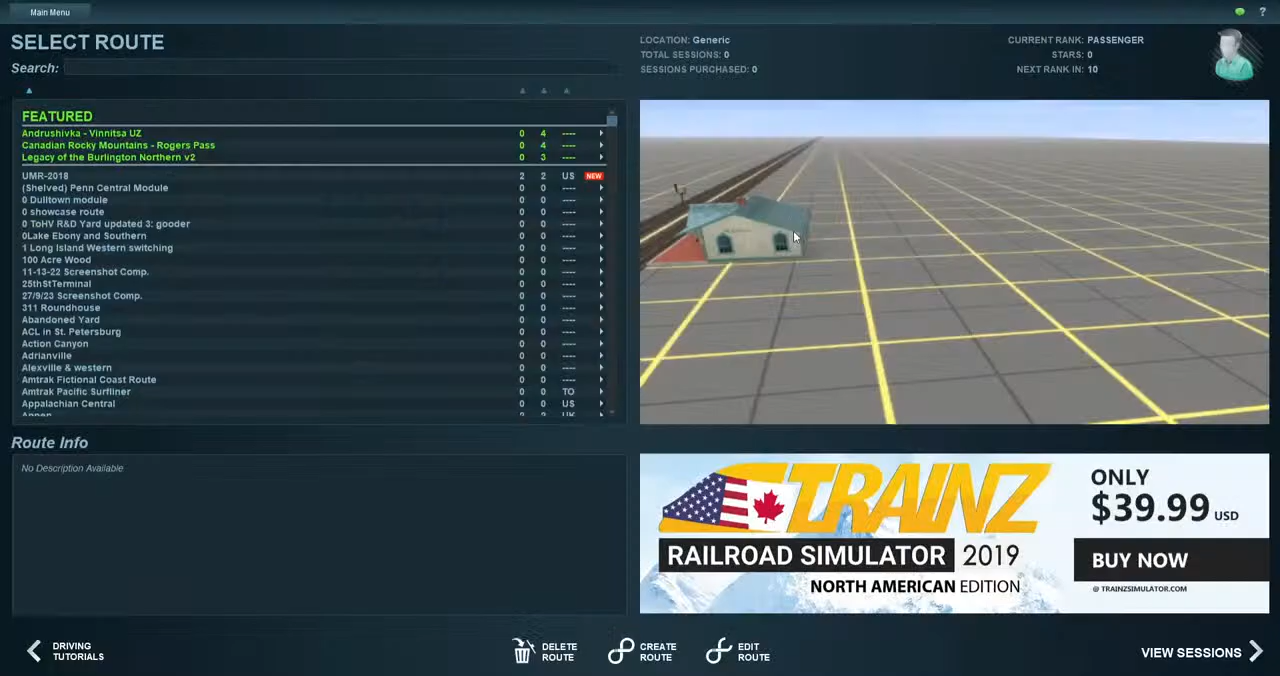 Main Menu
?
SELECT ROUTE
Search:
LOCATION: Generic
TOTAL SESSIONS: 0
SESSIONS PURCHASED: 0
CURRENT RANK: PASSENGER
STARS: 0
NEXT RANK IN: 10
FEATURED
Andrushivka - Vinnitsa UZ 0 4 ----
Canadian Rocky Mountains - Rogers Pass 0 4 ----
Legacy of the Burlington Northern v2 0 3 ----
UMR-2018 2 2 US NEW
(Shelved) Penn Central Module 0 0 ----
0 Dulltown module 0 0 ----
0 showcase route 0 0 ----
0 ToHV R&D Yard updated 3: gooder 0 0 ----
0Lake Ebony and Southern 0 0 ----
1 Long Island Western switching 0 0 ----
100 Acre Wood 0 0 ----
11-13-22 Screenshot Comp. 0 0 ----
25thStTerminal 0 0 ----
27/9/23 Screenshot Comp. 0 0 ----
311 Roundhouse 0 0 ----
Abandoned Yard 0 0 ----
ACL in St. Petersburg 0 0 ----
Action Canyon 0 0 ----
Adrianville 0 0 ----
Alexville & western 0 0 ----
Amtrak Fictional Coast Route 0 0 ----
Amtrak Pacific Surfliner 0 0 TO
Appalachian Central 0 0 US
Route Info
No Description Available
TRAINZ
RAILROAD SIMULATOR 2019
NORTH AMERICAN EDITION
ONLY
$39.99 USD
BUY NOW
@ TRAINZSIMULATOR.COM
DRIVING
TUTORIALS
DELETE
ROUTE
CREATE
ROUTE
EDIT
ROUTE
VIEW SESSIONS